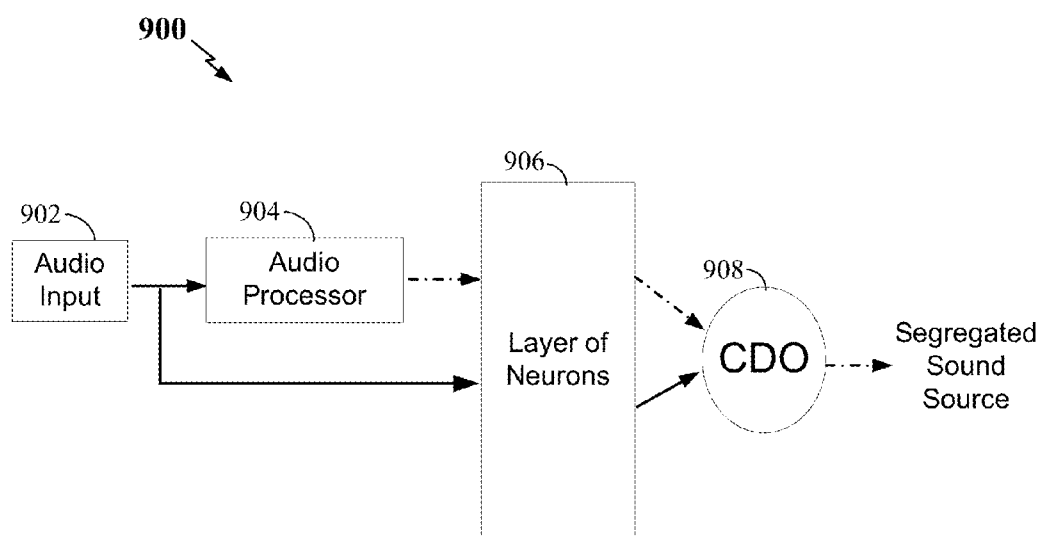 900
906
902
904
Audio
Input
Audio
Processor
908
Layer of
Neurons
CDO
Segregated
Sound
Source